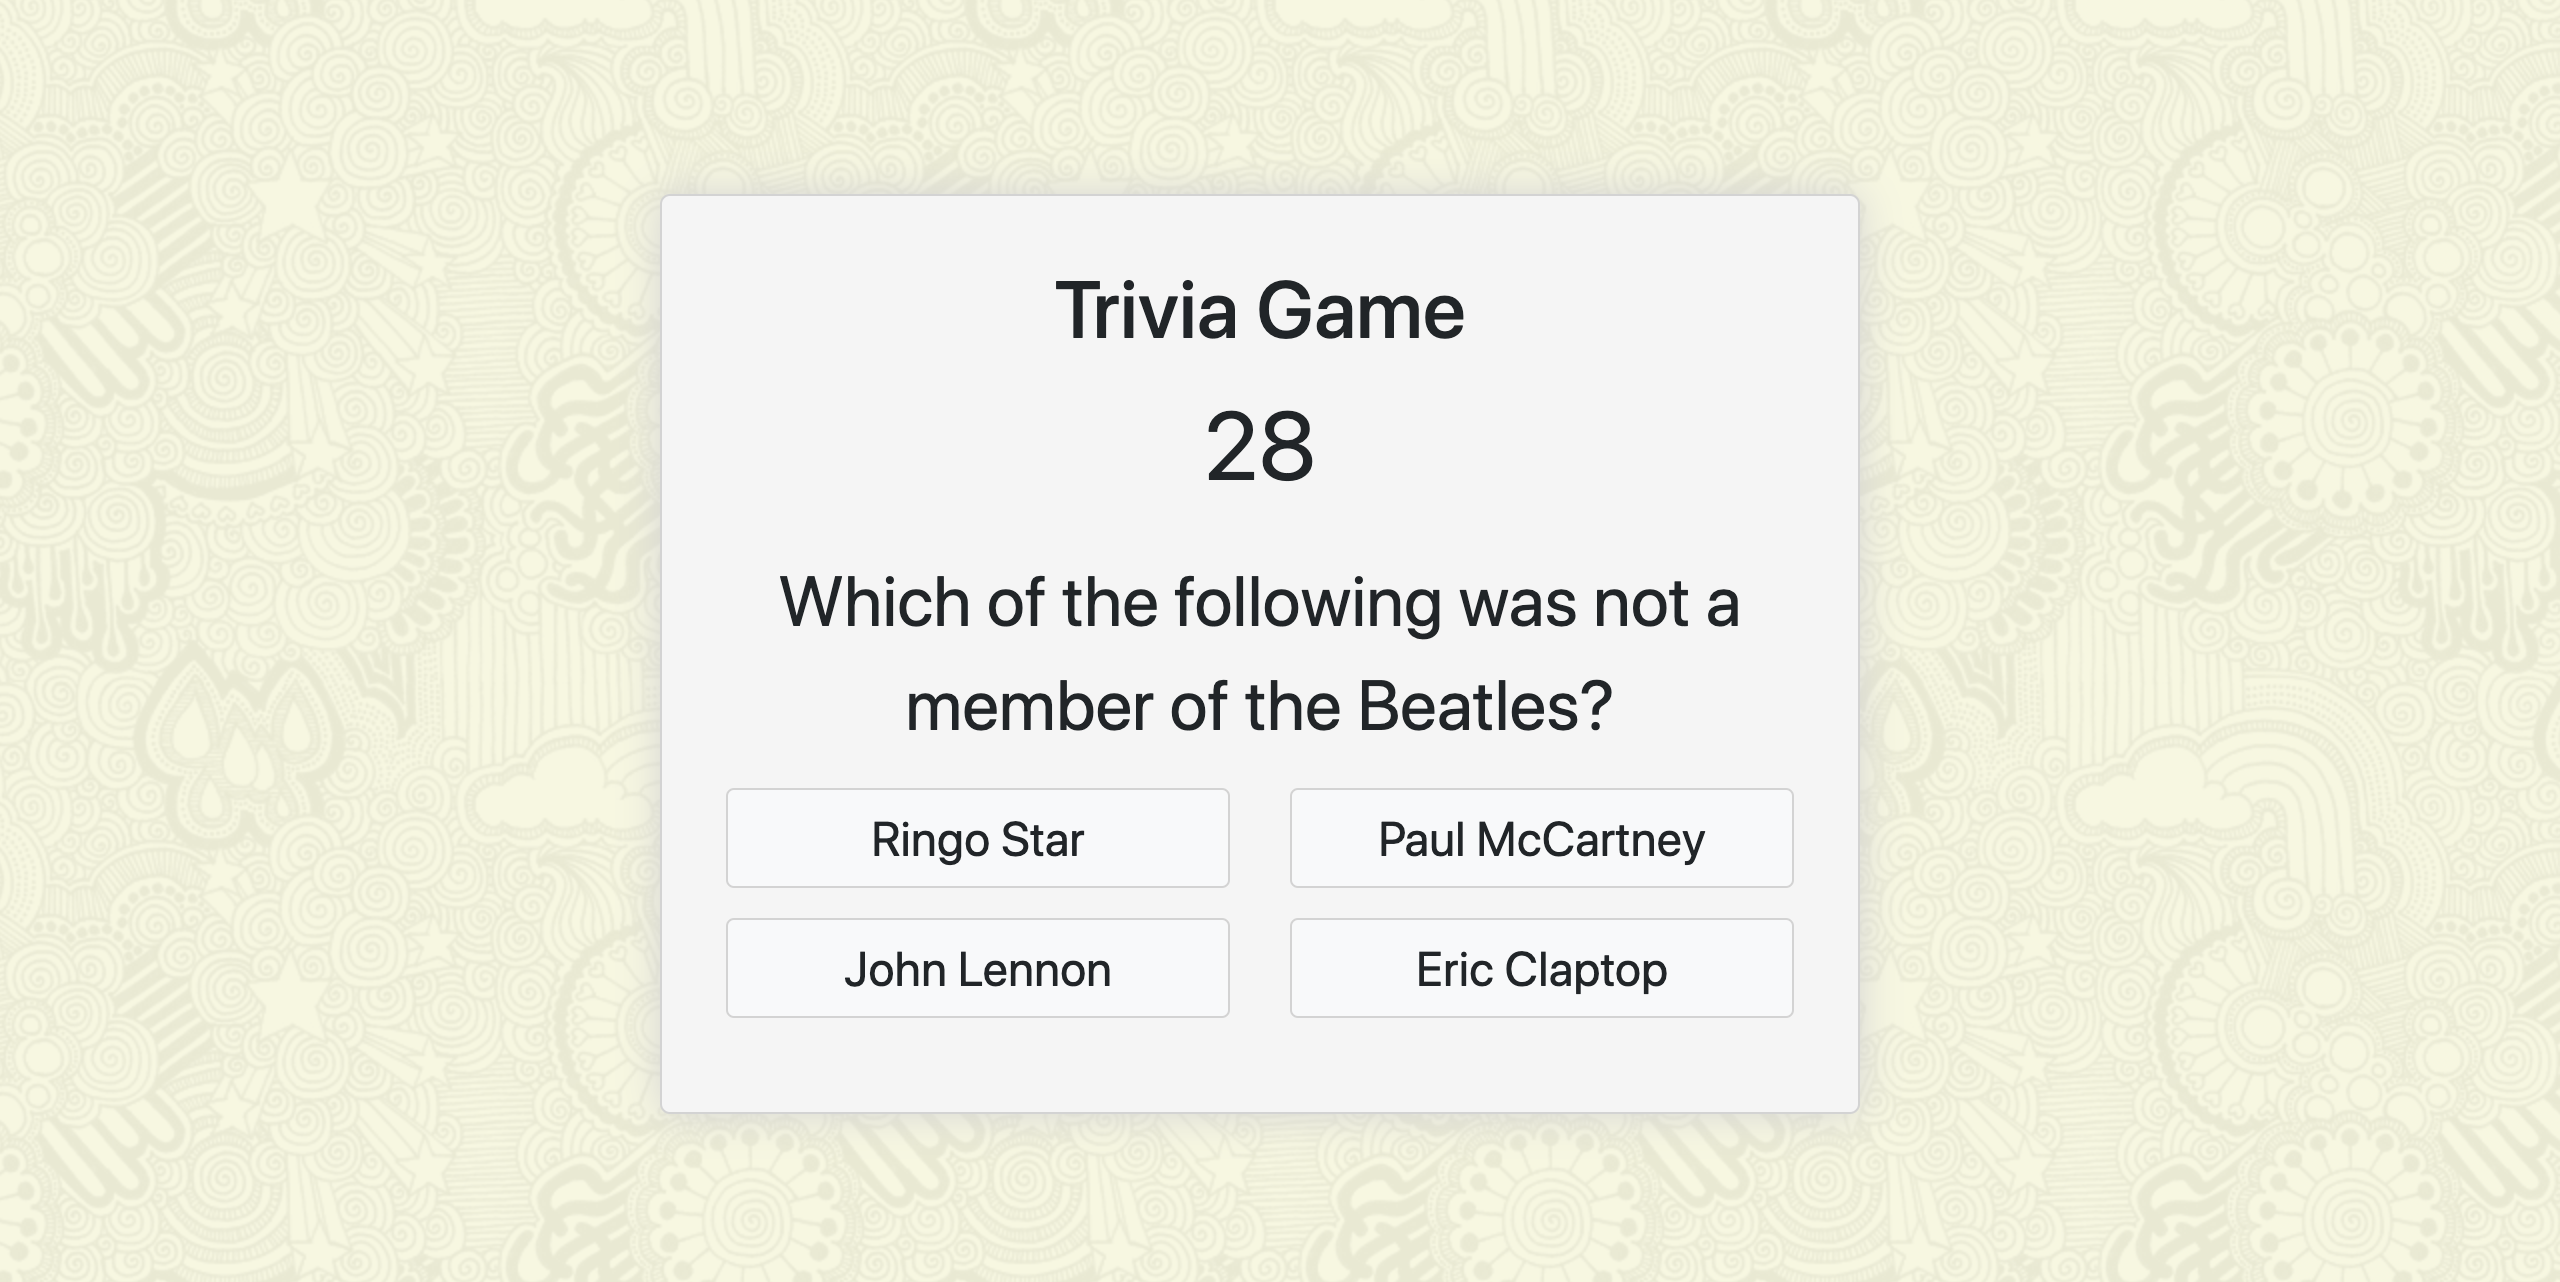 Trivia Game
28
Which of the following was not a
member of the Beatles?
Ringo Star
Paul McCartney
John Lennon
Eric Claptop